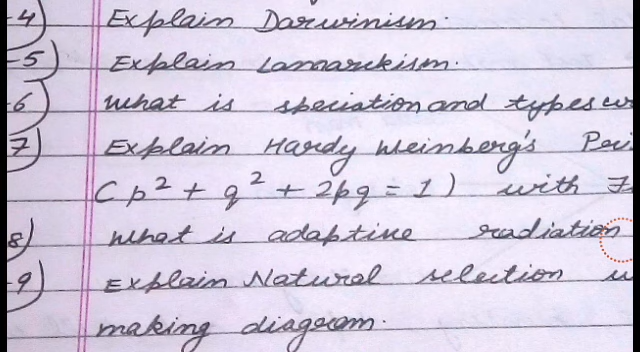 -4) Explain Darwinism.
-5) Explain Lamarckism.
-6) What is speciation and types
7) Explain Hardy Weinberg's
(p² + q² + 2pq = 1) with
8) What is adaptive radiation
-9) Explain Natural selection
making diagram.